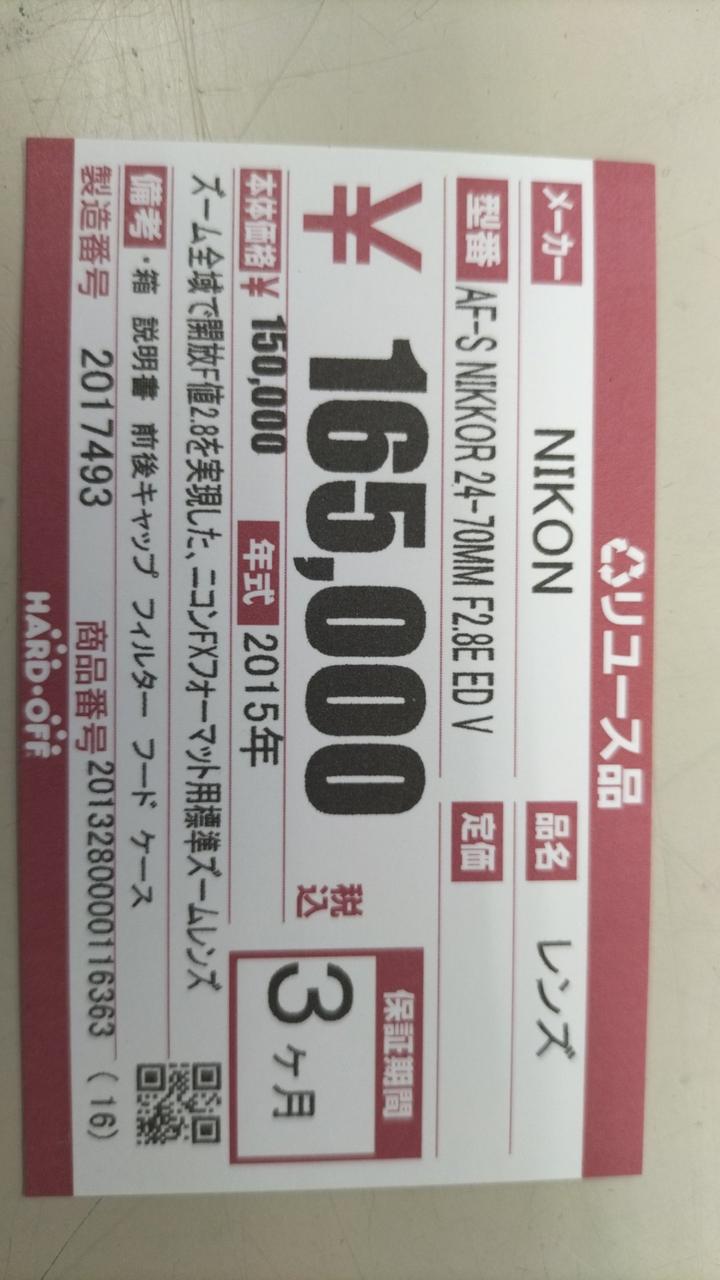 リユース品
メーカー NIKON 品名 レンズ
型番 AF-S NIKKOR 24-70MM F2.8E ED V 定価
¥165,000 税込
保証期間 3ヶ月
本体価格 ¥150,000 年式 2015年
ズーム全域で開放F値2.8を実現した、ニコンFXフォーマット用標準ズームレンズ
備考 ・箱 説明書 前後キャップ フィルター フード ケース
製造番号 2017493 商品番号 2013280000116363 (16)
HARD・OFF